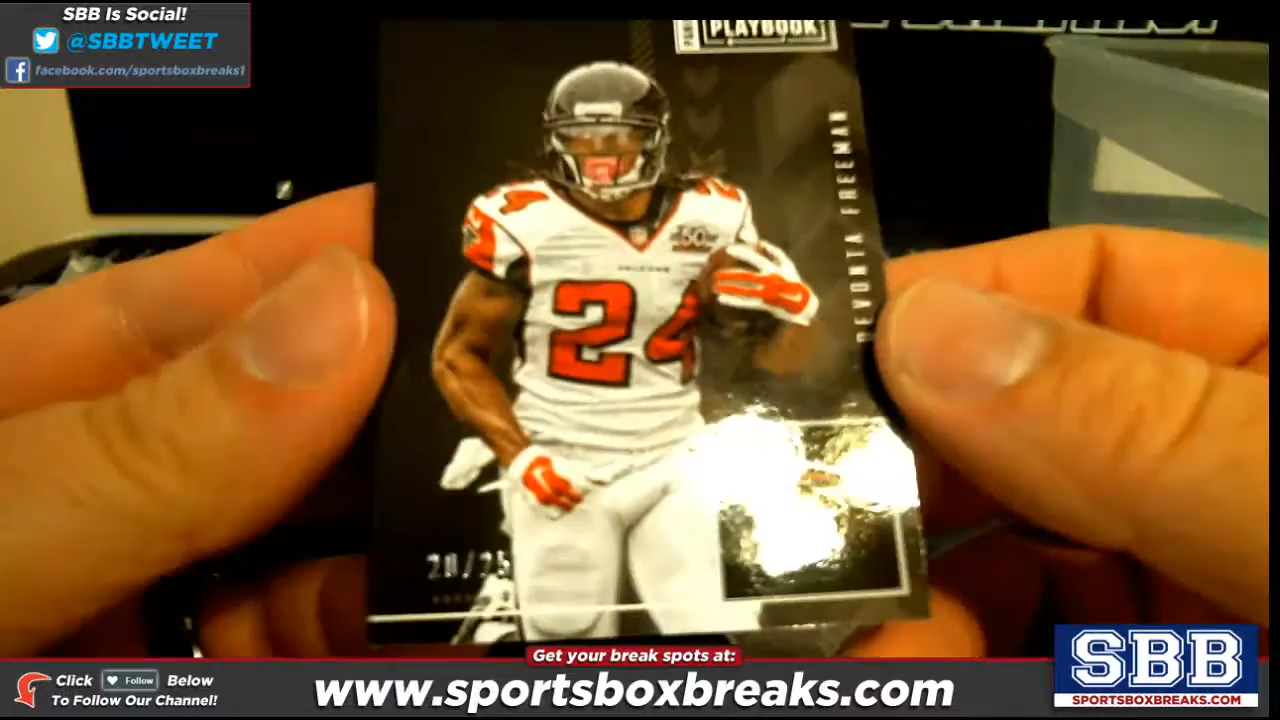 SBB Is Social!
@SBBTWEET
facebook.com/sportsboxbreaks1
PLAYBOOK
DEVONTA FREEMAN
24
FALCONS
24
20/25
Get your break spots at:
Click Follow Below
To Follow Our Channel!
www.sportsboxbreaks.com
SBB
SPORTSBOXBREAKS.COM